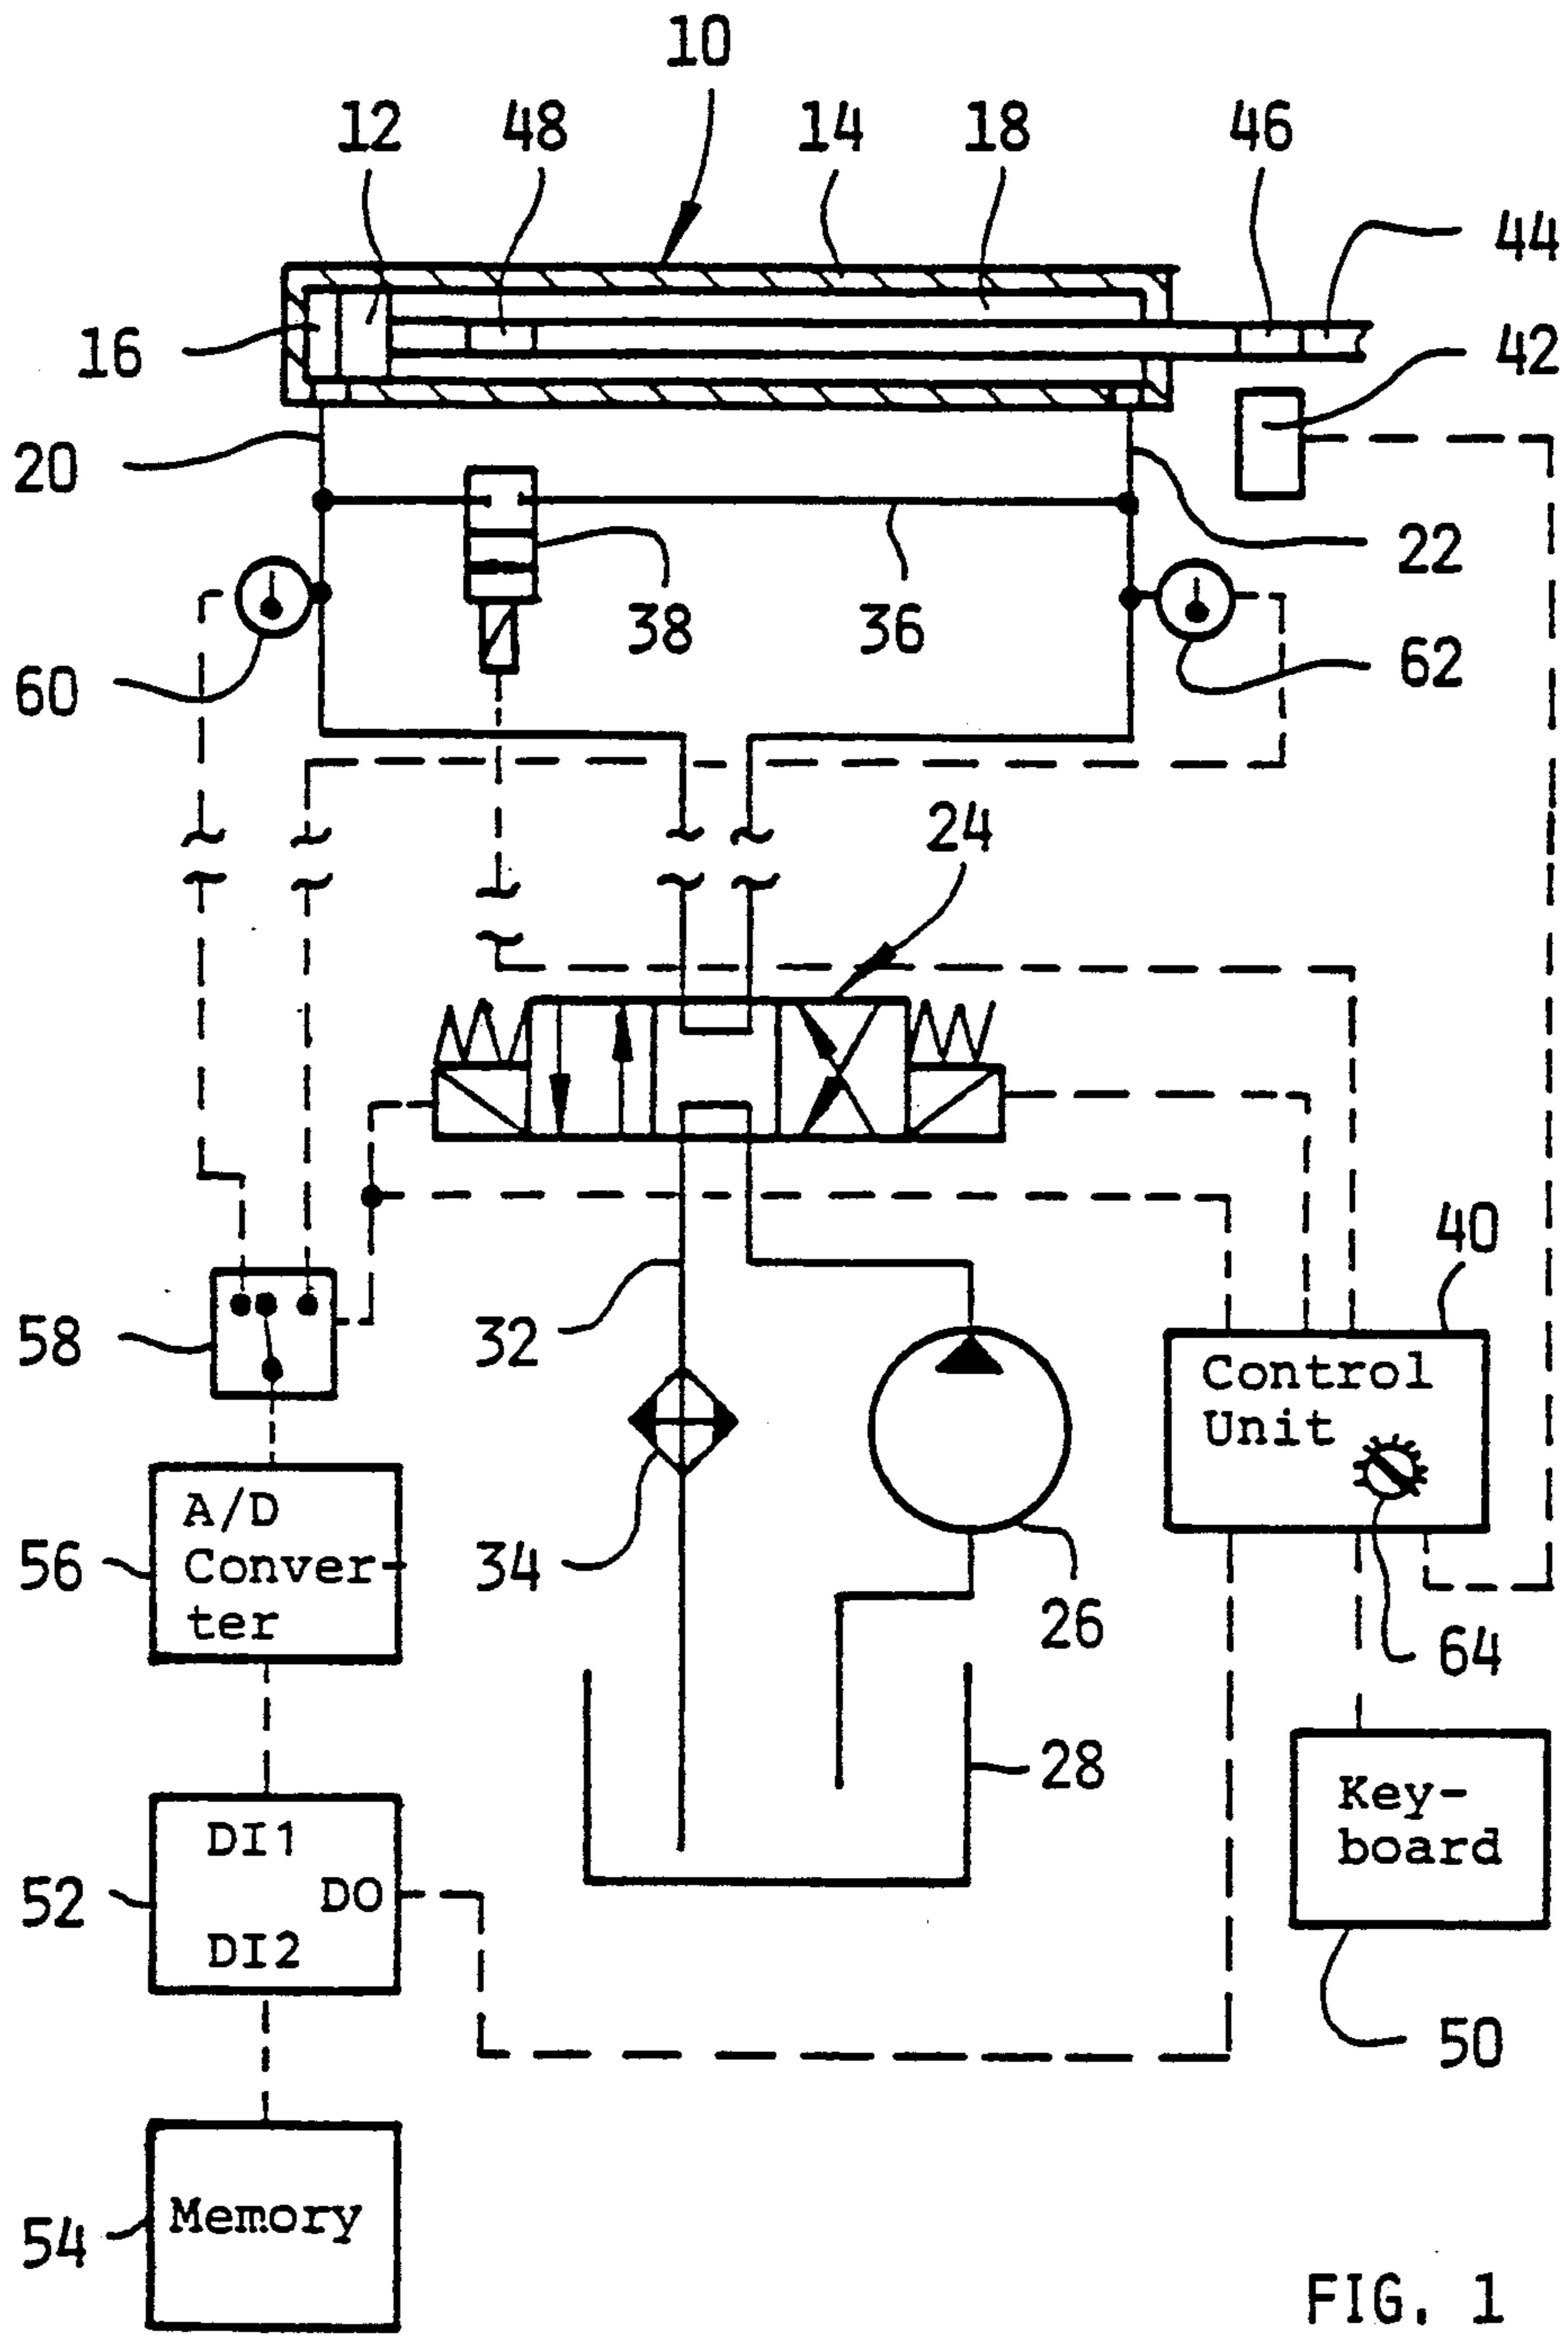 10
12
48
14
18
46
44
16
42
20
22
38
36
60
62
24
40
58
32
Control
Unit
A/D
Conver-
ter
56
34
26
64
28
Key-
board
DI1
52
DO
DI2
50
Memory
54
FIG. 1